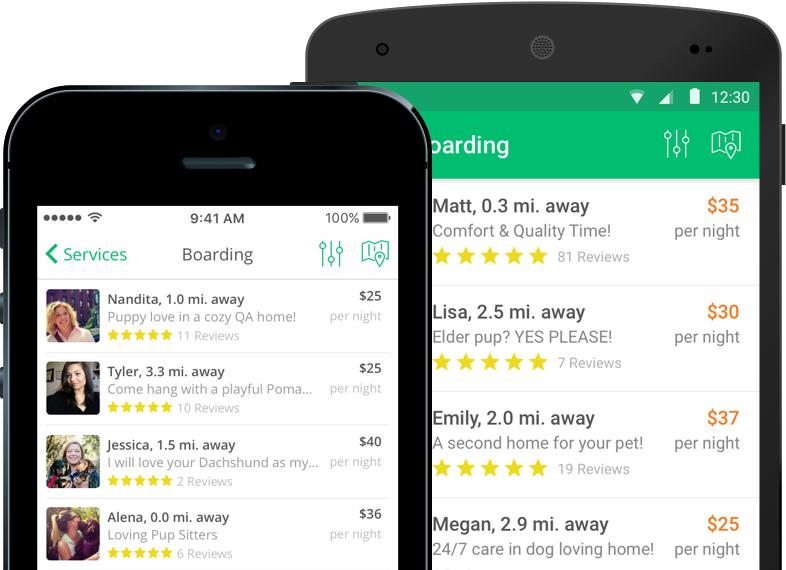 9:41 AM
100%
Services
Boarding
Nandita, 1.0 mi. away
$25
Puppy love in a cozy QA home!
per night
11 Reviews
Tyler, 3.3 mi. away
$25
Come hang with a playful Poma...
per night
10 Reviews
Jessica, 1.5 mi. away
$40
I will love your Dachshund as my...
per night
2 Reviews
Alena, 0.0 mi. away
$36
Loving Pup Sitters
per night
6 Reviews
12:30
oarding
Matt, 0.3 mi. away
$35
Comfort & Quality Time!
per night
81 Reviews
Lisa, 2.5 mi. away
$30
Elder pup? YES PLEASE!
per night
7 Reviews
Emily, 2.0 mi. away
$37
A second home for your pet!
per night
19 Reviews
Megan, 2.9 mi. away
$25
24/7 care in dog loving home!
per night